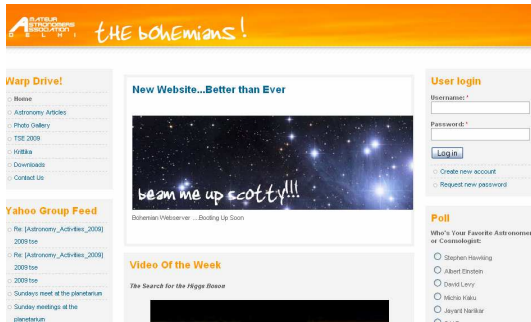 AMATEUR
ASTRONOMERS
ASSOCIATION
DELHI
tHE bohEmians!
Warp Drive!
Home
Astronomy Articles
Photo Gallery
TSE 2009
Krittika
Downloads
Contact Us
Yahoo Group Feed
Re: [Astronomy_Activities_2009]
2009 tse
Re: [Astronomy_Activities_2009]
2009 tse
2009 tse
Sundays meet at the planetarium
Sunday meetings at the
planetarium
New Website...Better than Ever
beam me up scotty!!!
Bohemian Webserver ....Booting Up Soon
Video Of the Week
The Search for the Higgs Boson
User login
Username: *
Password: *
Log in
Create new account
Request new password
Poll
Who's Your Favorite Astronomer
or Cosmologist:
Stephen Hawking
Albert Einstein
David Levy
Michio Kaku
Jayant Narlikar